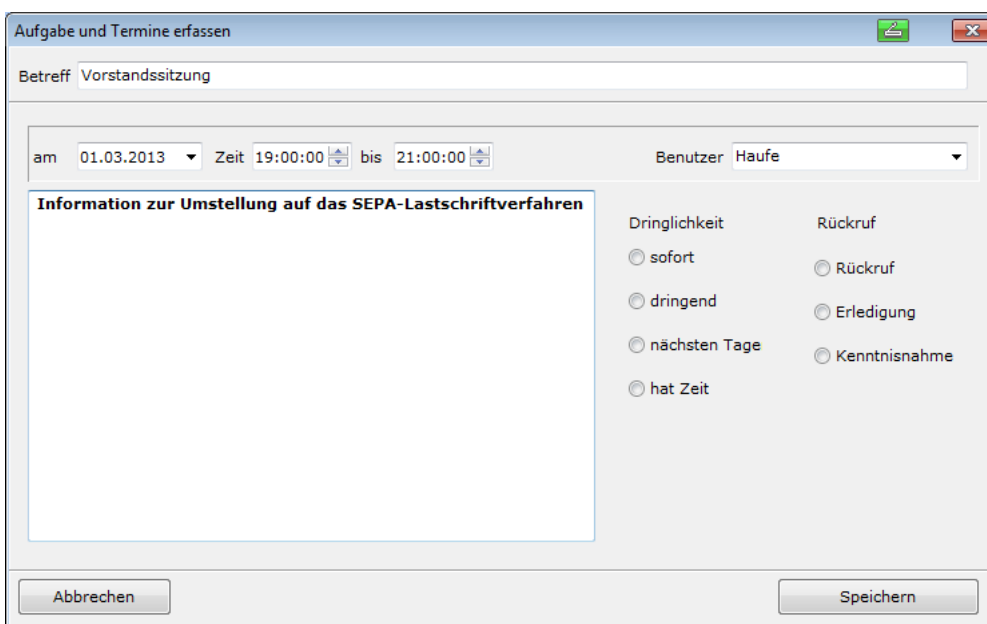 Aufgabe und Termine erfassen
Betreff Vorstandssitzung
am 01.03.2013 Zeit 19:00:00 bis 21:00:00 Benutzer Haufe
Information zur Umstellung auf das SEPA-Lastschriftverfahren
Dringlichkeit Rückruf
sofort Rückruf
dringend Erledigung
nächsten Tage Kenntnisnahme
hat Zeit
Abbrechen Speichern